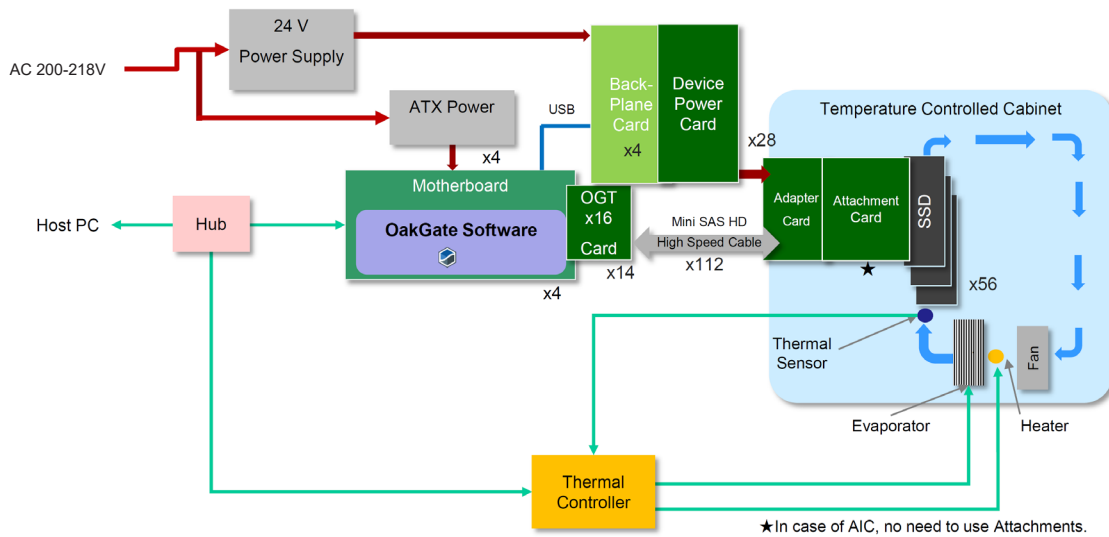 24 V
Power Supply
AC 200-218V
ATX Power
x4
USB
Back-
Plane
Card
x4
Device
Power
Card
x28
Temperature Controlled Cabinet
Motherboard
OakGate Software
x4
OGT
x16
Card
x14
Mini SAS HD
High Speed Cable
x112
Adapter
Card
Attachment
Card
★
SSD
x56
Host PC
Hub
Thermal
Sensor
Fan
Evaporator
Heater
Thermal
Controller
★In case of AIC, no need to use Attachments.